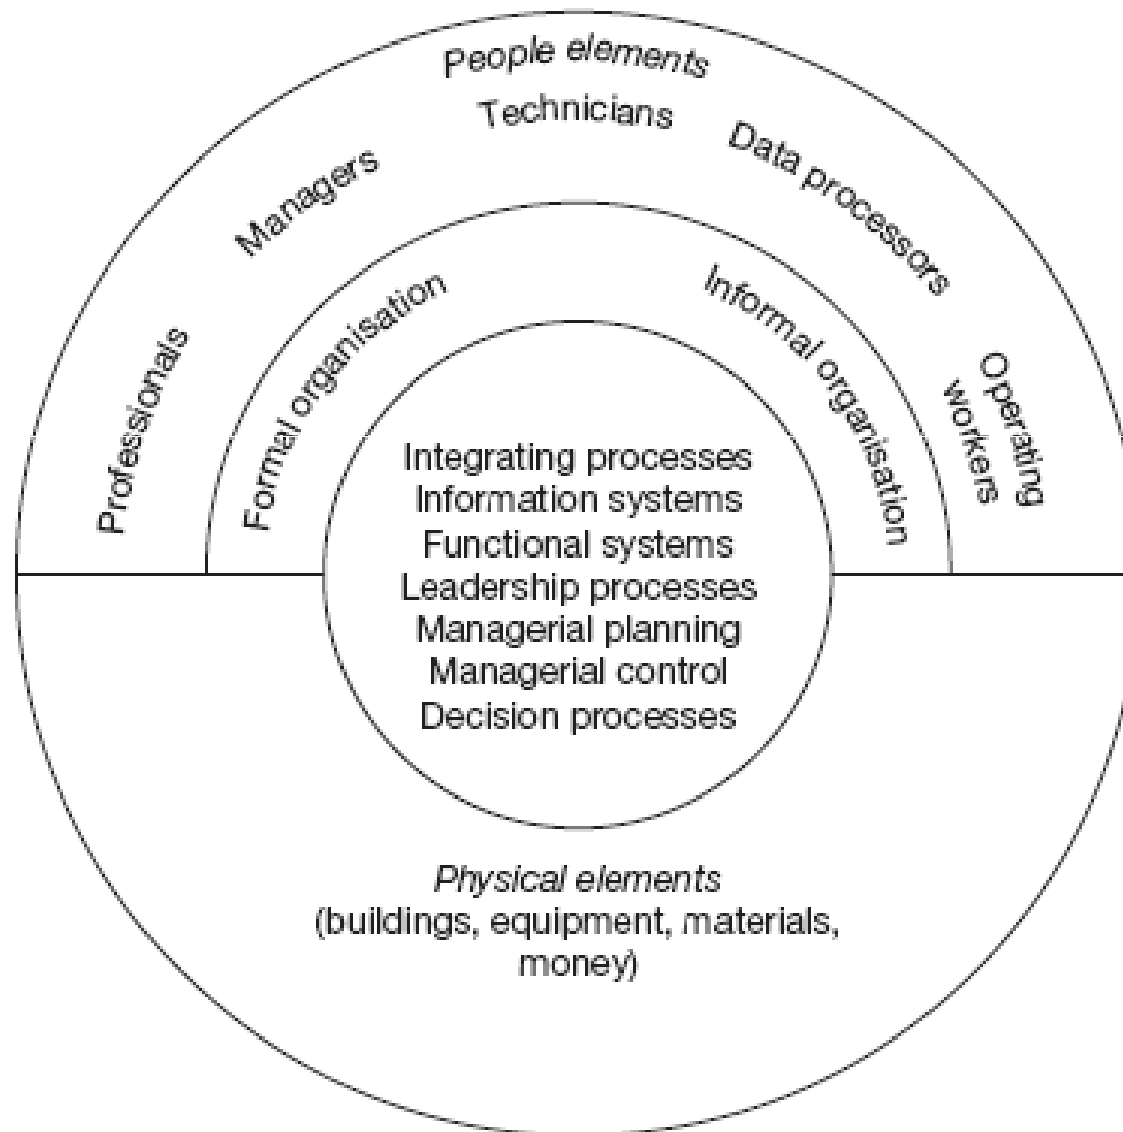 People elements
Technicians
Managers
Data processors
Professionals
Operating
workers
Formal organisation
Informal organisation
Integrating processes
Information systems
Functional systems
Leadership processes
Managerial planning
Managerial control
Decision processes
Physical elements
(buildings, equipment, materials,
money)